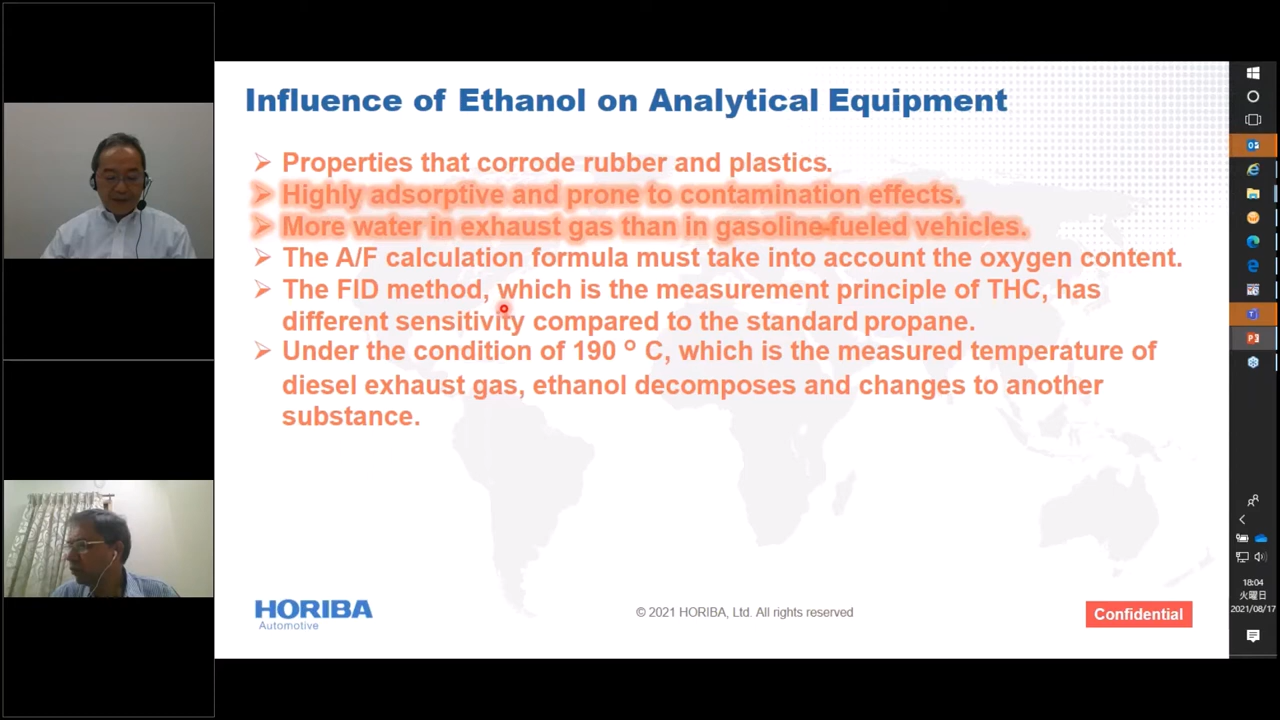 Influence of Ethanol on Analytical Equipment
➢ Properties that corrode rubber and plastics.
➢ Highly adsorptive and prone to contamination effects.
➢ More water in exhaust gas than in gasoline-fueled vehicles.
➢ The A/F calculation formula must take into account the oxygen content.
➢ The FID method, which is the measurement principle of THC, has
different sensitivity compared to the standard propane.
➢ Under the condition of 190 ° C, which is the measured temperature of
diesel exhaust gas, ethanol decomposes and changes to another
substance.
HORIBA
Automotive
© 2021 HORIBA, Ltd. All rights reserved
Confidential
18:04
火曜日
2021/08/17